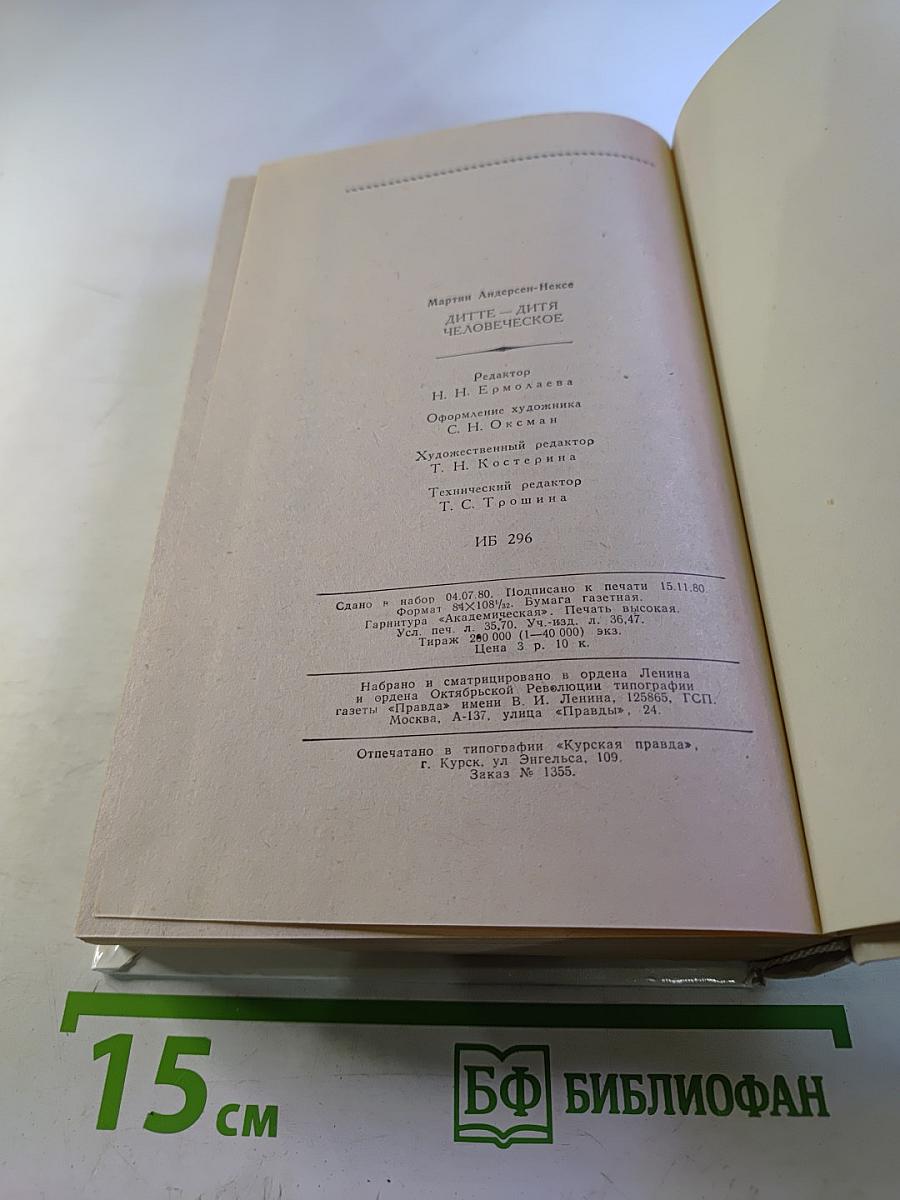 Мартин Андерсен-Нексе
ДИТТЕ — ДИТЯ
ЧЕЛОВЕЧЕСКОЕ
Редактор
Н. Н. Ермолаева
Оформление художника
С. Н. Оксман
Художественный редактор
Т. Н. Костерина
Технический редактор
Т. С. Трошина
ИБ 296
Сдано в набор 04.07.80. Подписано к печати 15.11.80.
Формат 84×108¹/₃₂. Бумага газетная.
Гарнитура «Академическая». Печать высокая.
Усл. печ. л. 35,70. Уч.-изд. л. 36,47.
Тираж 200 000 (1—40 000) экз.
Цена 3 р. 10 к.
Набрано и сматрицировано в ордена Ленина
и ордена Октябрьской Революции типографии
газеты «Правда» имени В. И. Ленина, 125865, ГСП.
Москва, А-137, улица «Правды», 24.
Отпечатано в типографии «Курская правда»,
г. Курск, ул Энгельса, 109.
Заказ № 1355.
15 см
БФ БИБЛИОФАН